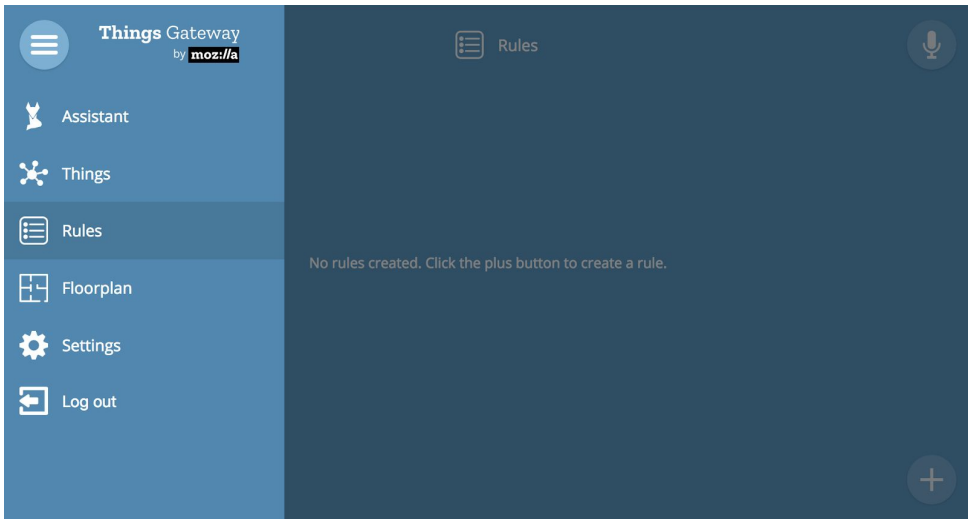 Things Gateway
by moz://a
Rules
Assistant
Things
Rules
Floorplan
Settings
Log out
No rules created. Click the plus button to create a rule.